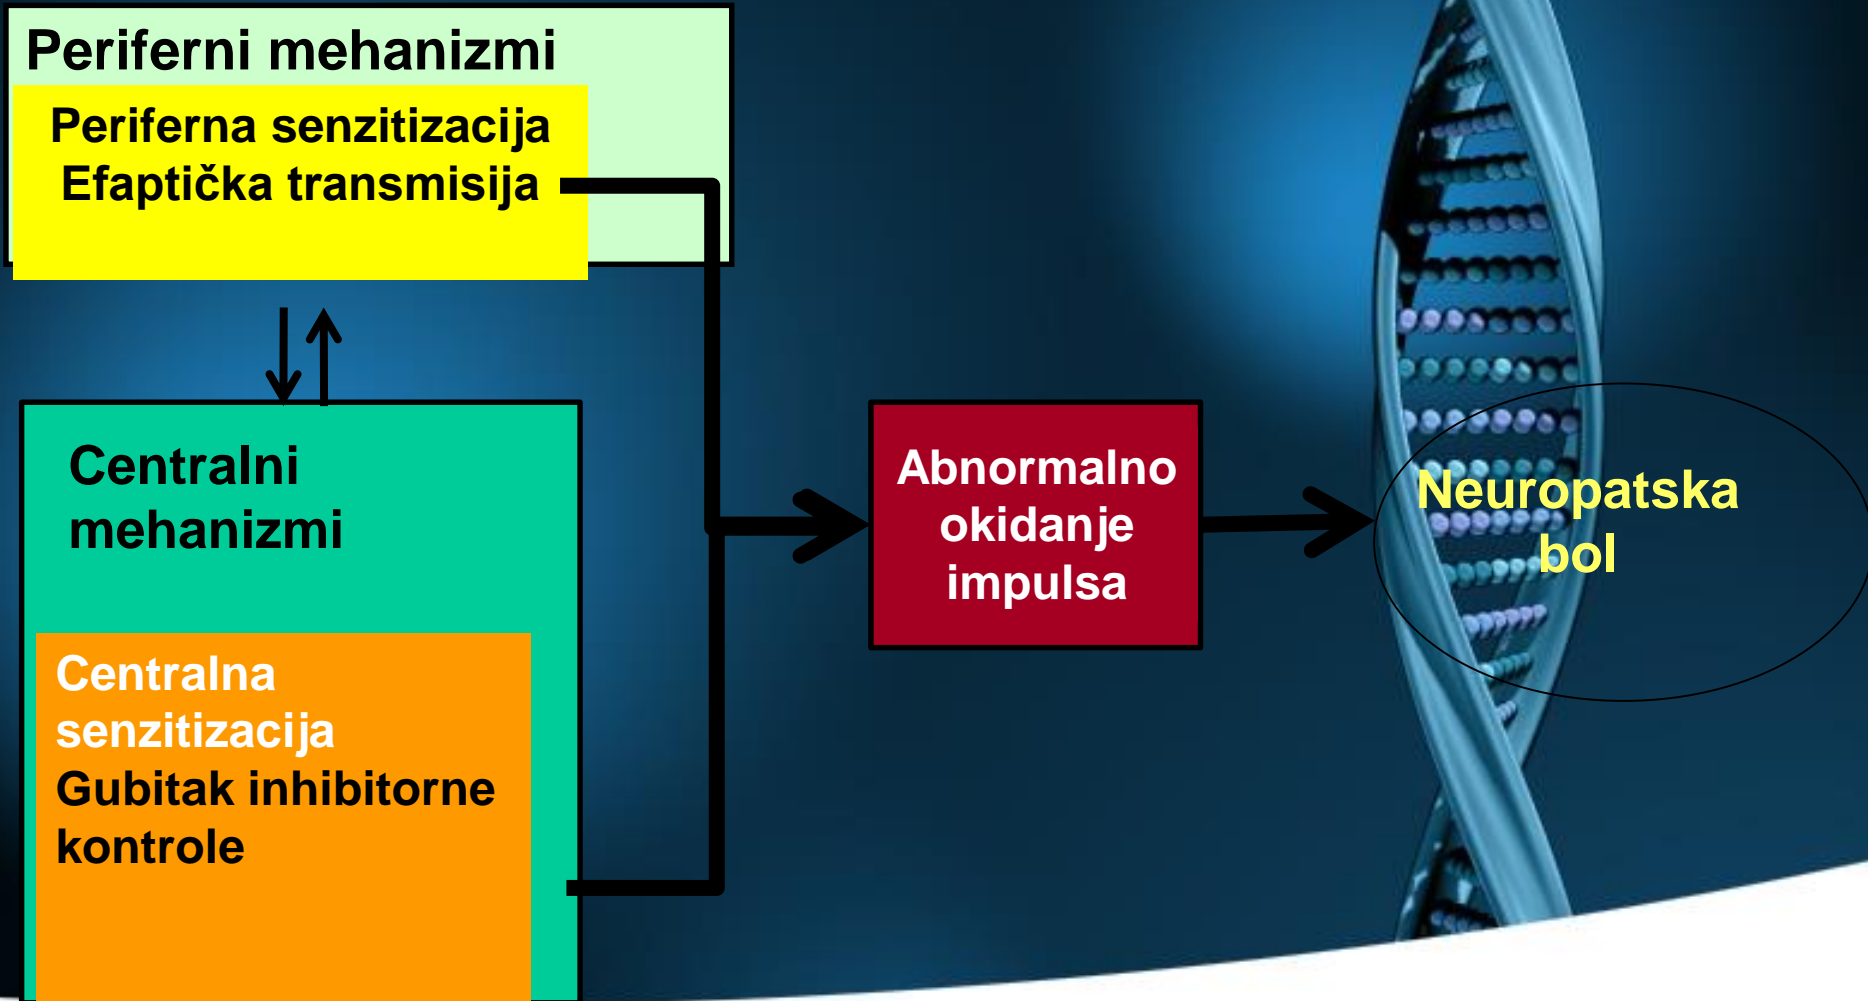 Periferni mehanizmi
Periferna senzitizacija
Efaptička transmisija
Centralni
mehanizmi
Centralna
senzitizacija
Gubitak inhibitorne
kontrole
Abnormalno
okidanje
impulsa
Neuropatska
bol